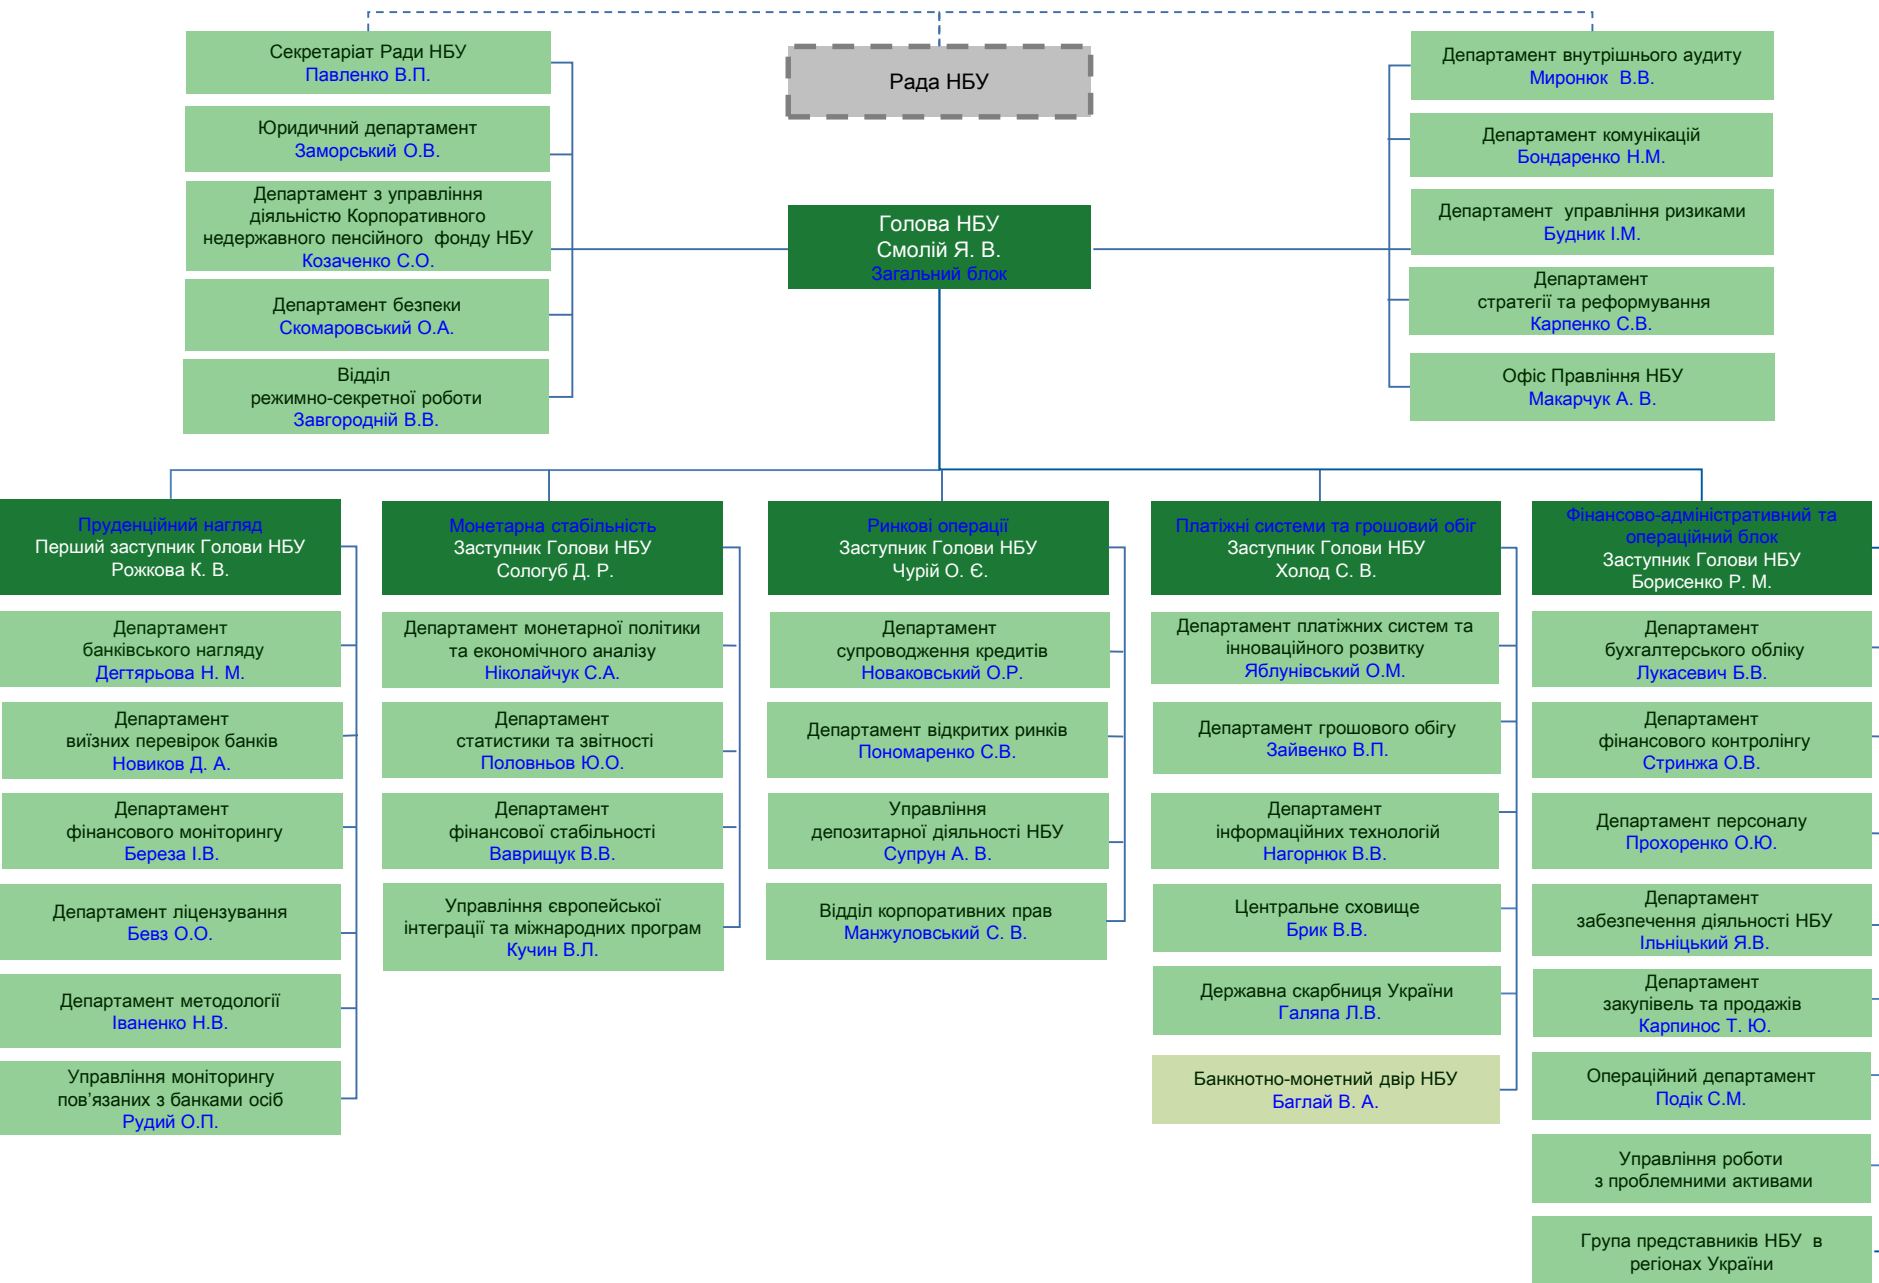 Секретаріат Ради НБУ
Павленко В.П.
Юридичний департамент
Заморський О.В.
Департамент з управління
діяльністю Корпоративного
недержавного пенсійного фонду НБУ
Козаченко С.О.
Департамент безпеки
Скомаровський О.А.
Відділ
режимно-секретної роботи
Завгородній В.В.
Рада НБУ
Голова НБУ
Смолій Я. В.
Загальний блок
Департамент внутрішнього аудиту
Миронюк В.В.
Департамент комунікацій
Бондаренко Н.М.
Департамент управління ризиками
Будник І.М.
Департамент
стратегії та реформування
Карпенко С.В.
Офіс Правління НБУ
Макарчук А. В.
Пруденційний нагляд
Перший заступник Голови НБУ
Рожкова К. В.
Департамент
банківського нагляду
Дегтярьова Н. М.
Департамент
виїзних перевірок банків
Новиков Д. А.
Департамент
фінансового моніторингу
Береза І.В.
Департамент ліцензування
Бевз О.О.
Департамент методології
Іваненко Н.В.
Управління моніторингу
пов’язаних з банками осіб
Рудий О.П.
Монетарна стабільність
Заступник Голови НБУ
Сологуб Д. Р.
Департамент монетарної політики
та економічного аналізу
Ніколайчук С.А.
Департамент
статистики та звітності
Половньов Ю.О.
Департамент
фінансової стабільності
Ваврищук В.В.
Управління європейської
інтеграції та міжнародних програм
Кучин В.Л.
Ринкові операції
Заступник Голови НБУ
Чурій О. Є.
Департамент
супроводження кредитів
Новаковський О.Р.
Департамент відкритих ринків
Пономаренко С.В.
Управління
депозитарної діяльності НБУ
Супрун А. В.
Відділ корпоративних прав
Манжуловський С. В.
Платіжні системи та грошовий обіг
Заступник Голови НБУ
Холод С. В.
Департамент платіжних систем та
інноваційного розвитку
Яблунівський О.М.
Департамент грошового обігу
Зайвенко В.П.
Департамент
інформаційних технологій
Нагорнюк В.В.
Центральне сховище
Брик В.В.
Державна скарбниця України
Галяпа Л.В.
Банкнотно-монетний двір НБУ
Баглай В. А.
Фінансово-адміністративний та
операційний блок
Заступник Голови НБУ
Борисенко Р. М.
Департамент
бухгалтерського обліку
Лукасевич Б.В.
Департамент
фінансового контролінгу
Стринжа О.В.
Департамент персоналу
Прохоренко О.Ю.
Департамент
забезпечення діяльності НБУ
Ільніцький Я.В.
Департамент
закупівель та продажів
Карпинос Т. Ю.
Операційний департамент
Подік С.М.
Управління роботи
з проблемними активами
Група представників НБУ в
регіонах України